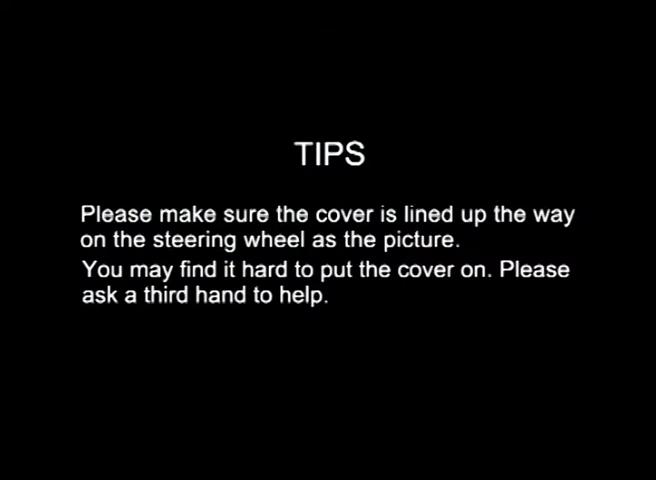 TIPS
Please make sure the cover is lined up the way
on the steering wheel as the picture.
You may find it hard to put the cover on. Please
ask a third hand to help.